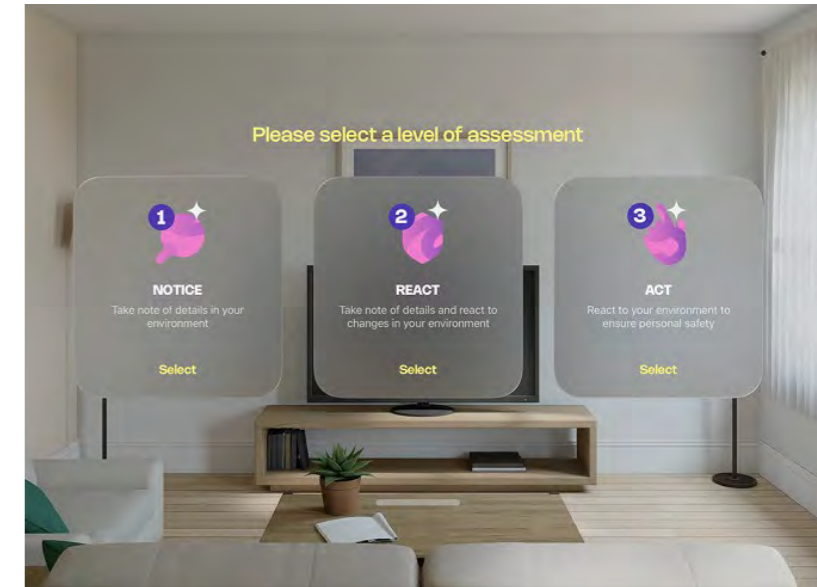 Please select a level of assessment
1
NOTICE
Take note of details in your
environment
Select
2
REACT
Take note of details and react to
changes in your environment
Select
3
ACT
React to your environment to
ensure personal safety
Select